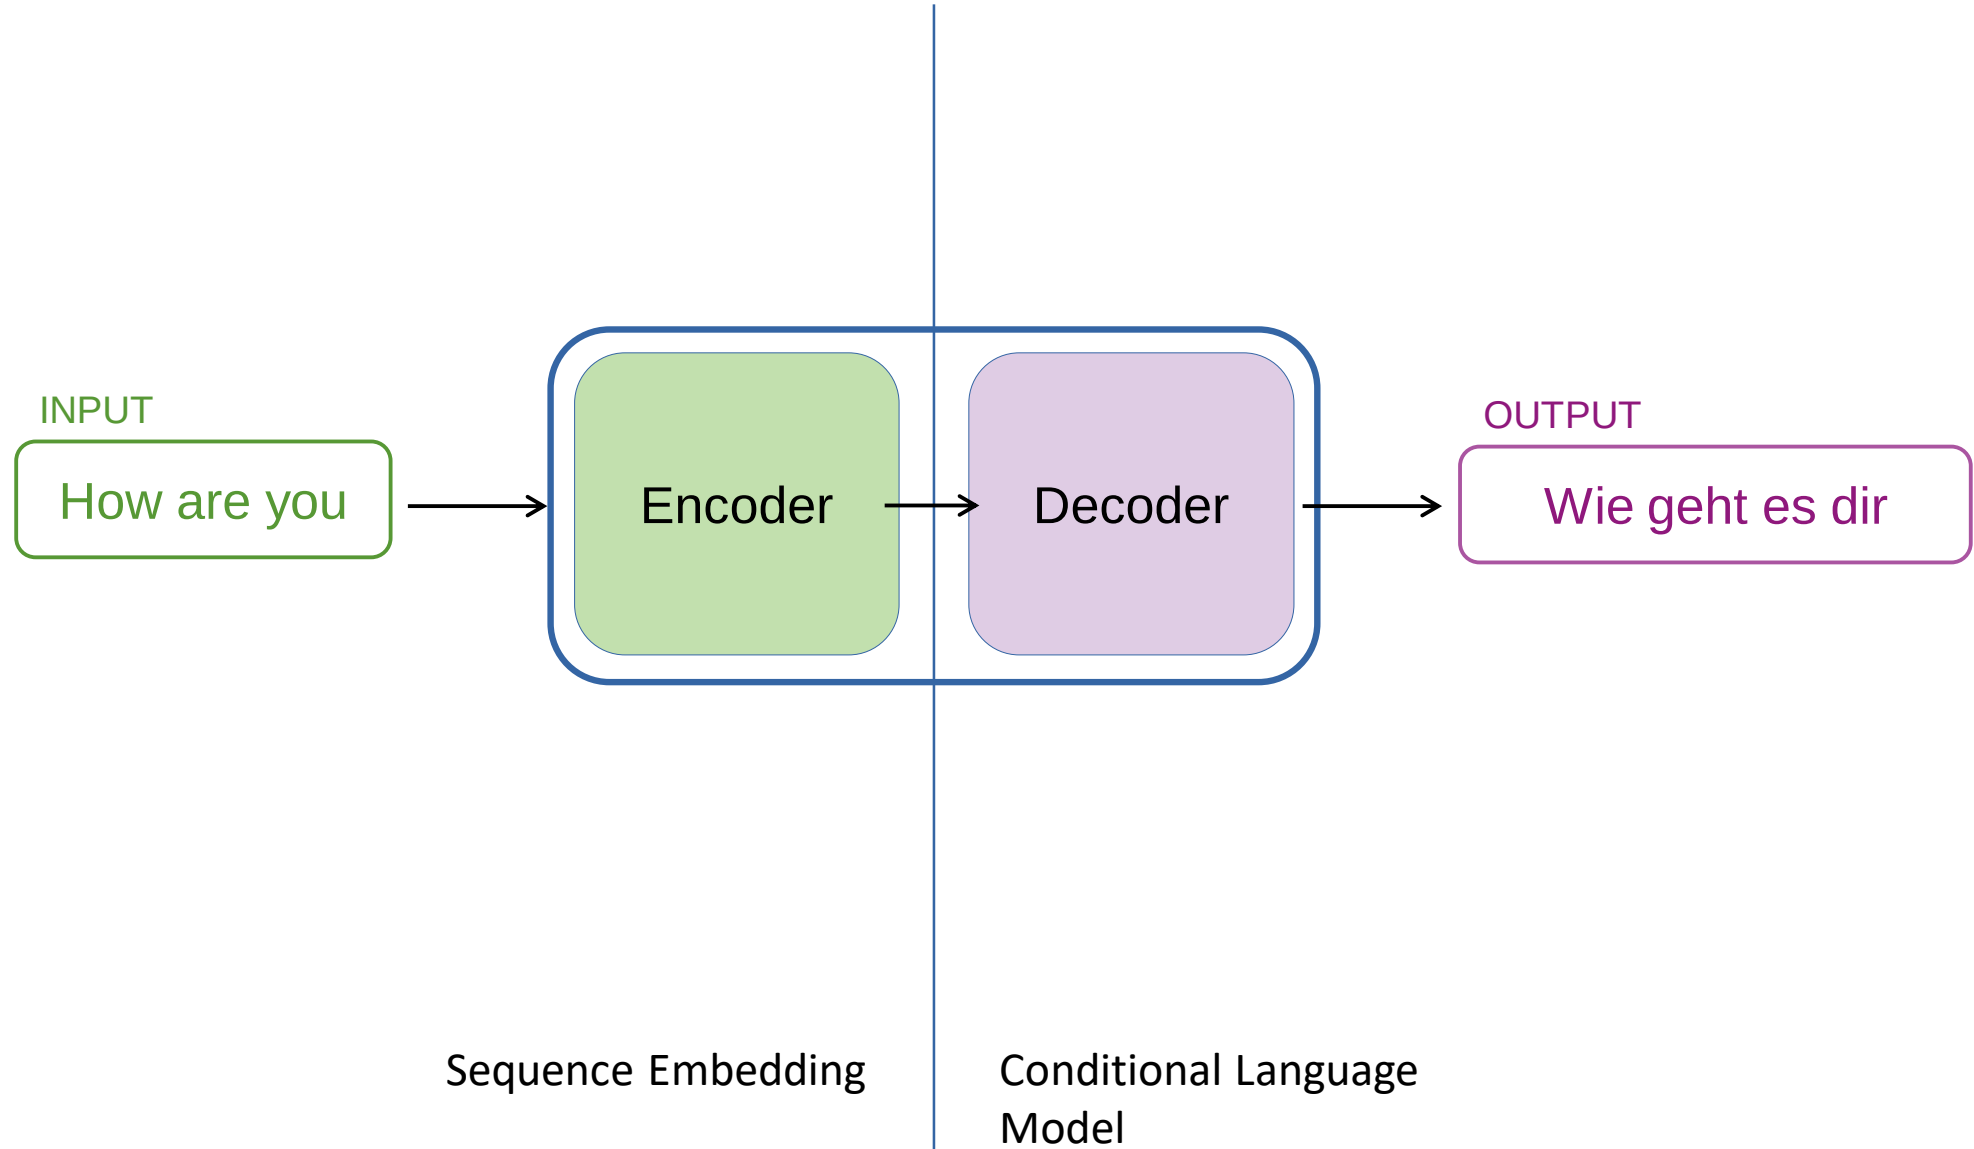 INPUT
How are you
Encoder
Decoder
OUTPUT
Wie geht es dir
Sequence Embedding
Conditional Language
Model